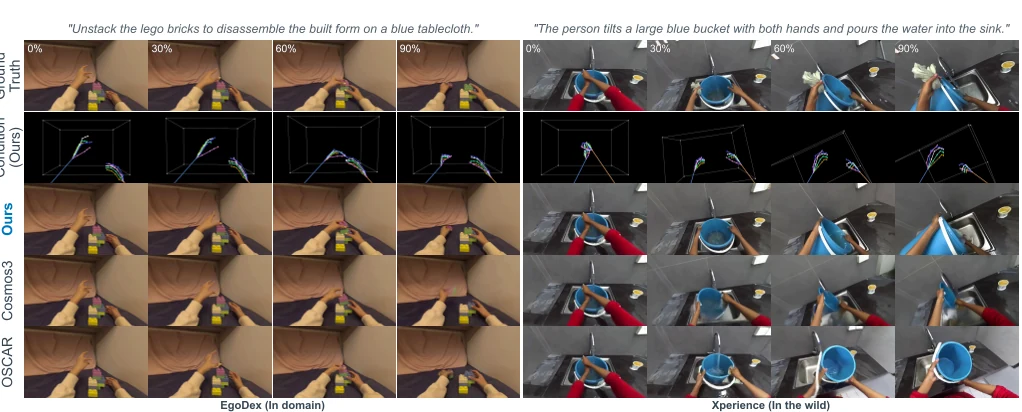 "Unstack the lego bricks to disassemble the built form on a blue tablecloth."
"The person tilts a large blue bucket with both hands and pours the water into the sink."
0%
30%
60%
90%
0%
30%
60%
90%
Truth
(Ours)
Ours
Cosmos3
OSCAR
EgoDex (In domain)
Xperience (In the wild)